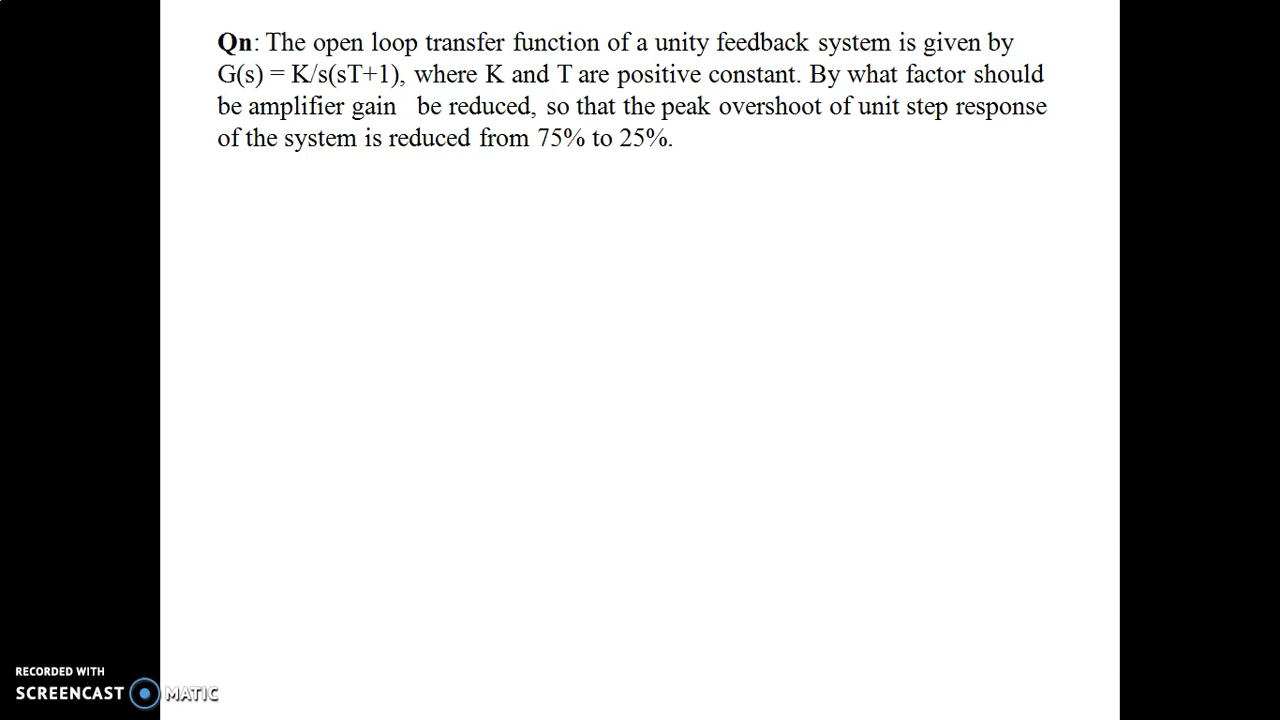 Qn: The open loop transfer function of a unity feedback system is given by
G(s) = K/s(sT+1), where K and T are positive constant. By what factor should
be amplifier gain be reduced, so that the peak overshoot of unit step response
of the system is reduced from 75% to 25%.
RECORDED WITH
SCREENCAST MATIC